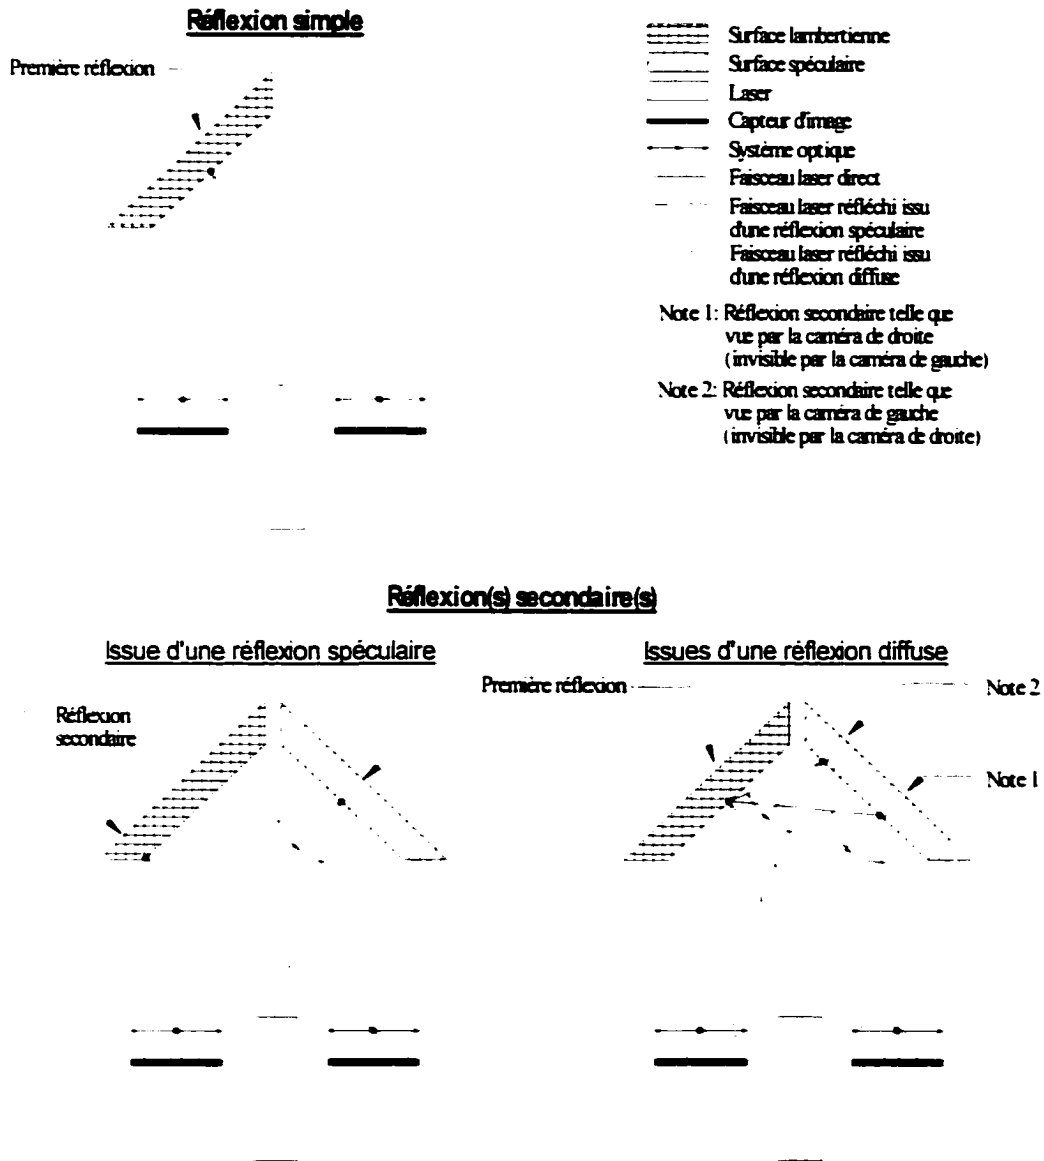 Réflexion simple
Première réflexion
Surface lambertienne
Surface spéculaire
Laser
Capteur d'image
Système optique
Faisceau laser direct
Faisceau laser réfléchi issu
d'une réflexion spéculaire
Faisceau laser réfléchi issu
d'une réflexion diffuse
Note 1: Réflexion secondaire telle que
vue par la caméra de droite
(invisible par la caméra de gauche)
Note 2: Réflexion secondaire telle que
vue par la caméra de gauche
(invisible par la caméra de droite)
Réflexion(s) secondaire(s)
Issue d'une réflexion spéculaire
Réflexion
secondaire
Issues d'une réflexion diffuse
Première réflexion
Note 2
Note 1